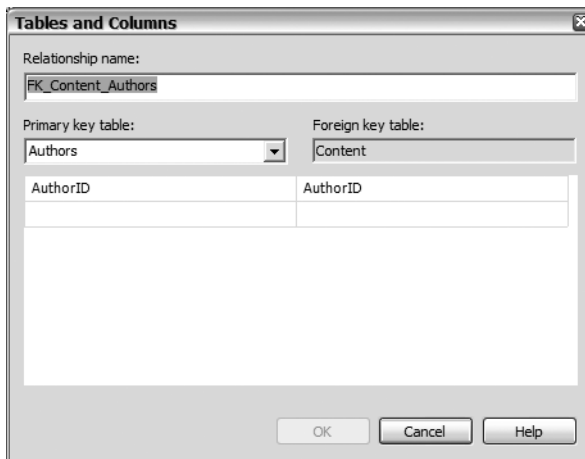 Tables and Columns
Relationship name:
FK_Content_Authors
Primary key table: Foreign key table:
Authors Content
AuthorID AuthorID
OK Cancel Help